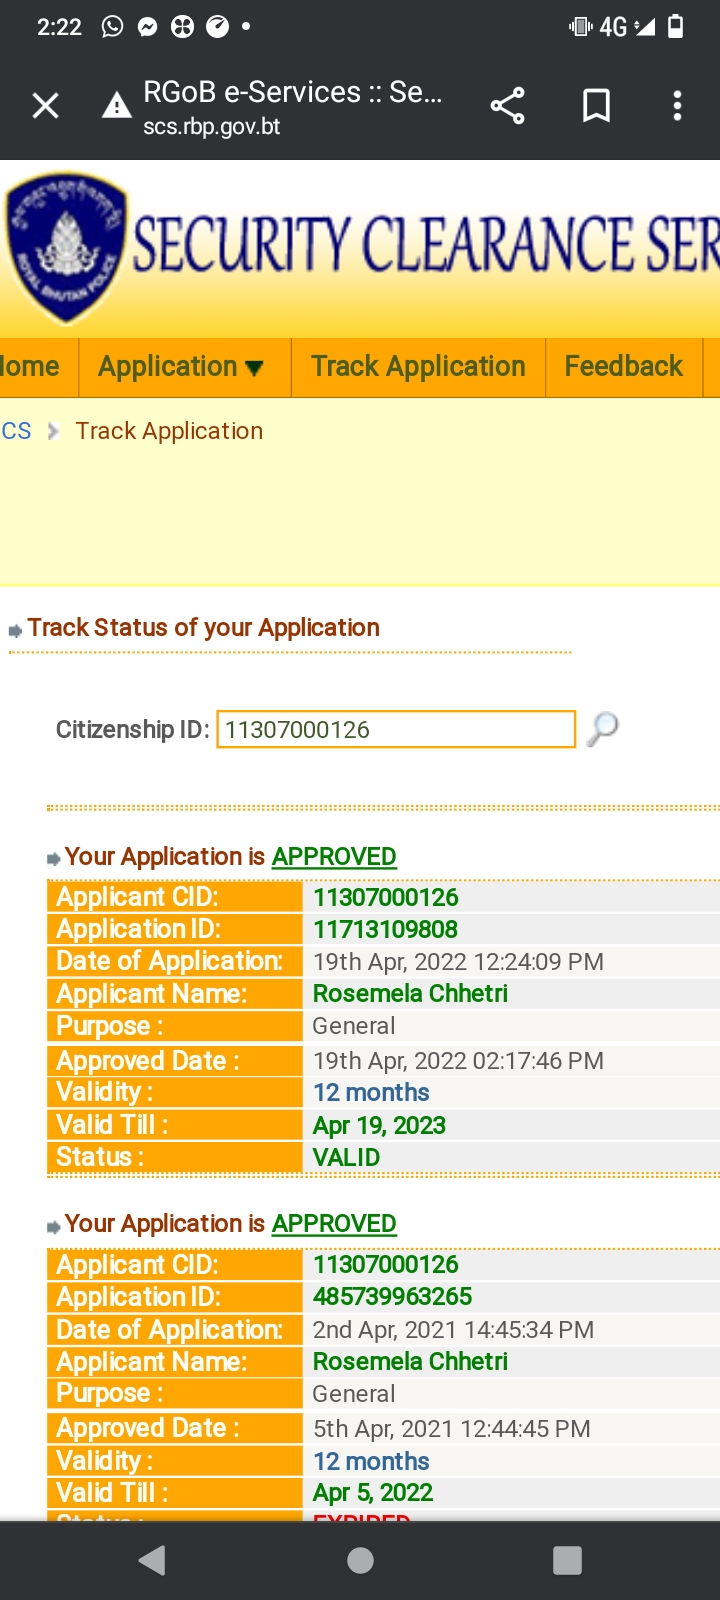 2:22 4G
RGoB e-Services :: Se...
scs.rbp.gov.bt
ROYAL BHUTAN POLICE
SECURITY CLEARANCE SER
ome Application Track Application Feedback
CS Track Application
Track Status of your Application
Citizenship ID: 11307000126
Your Application is APPROVED
Applicant CID: 11307000126
Application ID: 11713109808
Date of Application: 19th Apr, 2022 12:24:09 PM
Applicant Name: Rosemela Chhetri
Purpose : General
Approved Date : 19th Apr, 2022 02:17:46 PM
Validity : 12 months
Valid Till : Apr 19, 2023
Status : VALID
Your Application is APPROVED
Applicant CID: 11307000126
Application ID: 485739963265
Date of Application: 2nd Apr, 2021 14:45:34 PM
Applicant Name: Rosemela Chhetri
Purpose : General
Approved Date : 5th Apr, 2021 12:44:45 PM
Validity : 12 months
Valid Till : Apr 5, 2022
Status : EXPIRED